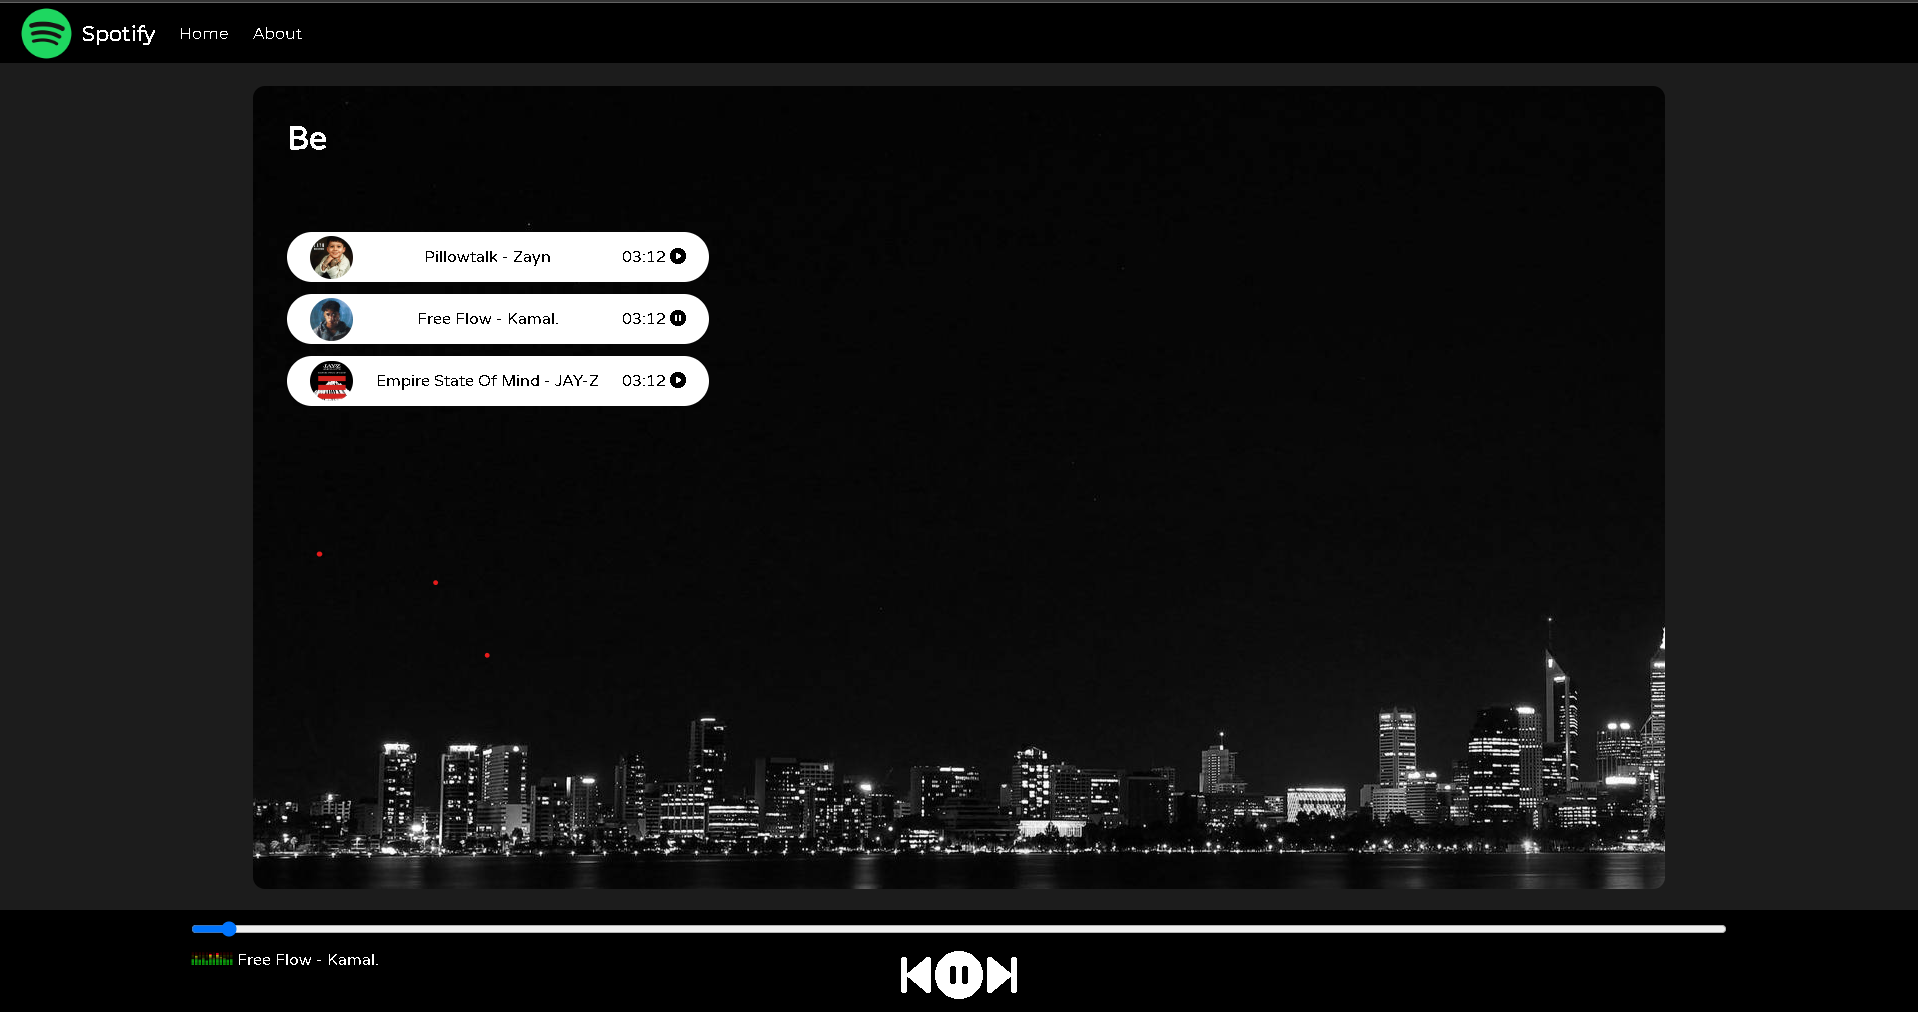 Spotify Home About
Be
Pillowtalk - Zayn 03:12
Free Flow - Kamal. 03:12
Empire State Of Mind - JAY-Z 03:12
Free Flow - Kamal.